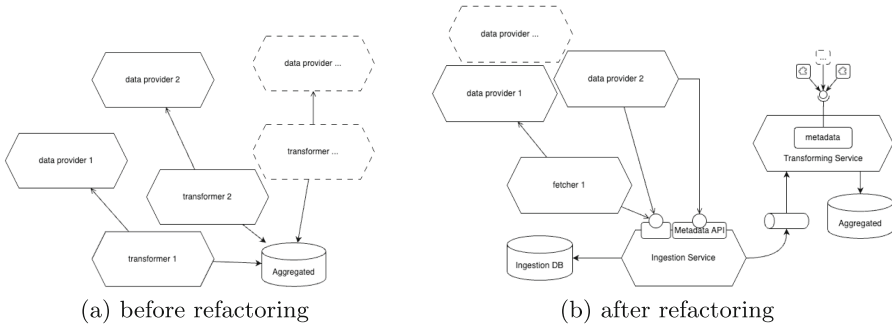 data provider 2
data provider ...
data provider 1
transformer ...
transformer 2
transformer 1
Aggregated
(a) before refactoring
data provider ...
data provider 1
data provider 2
...
metadata
Transforming Service
fetcher 1
Metadata API
Ingestion DB
Ingestion Service
Aggregated
(b) after refactoring